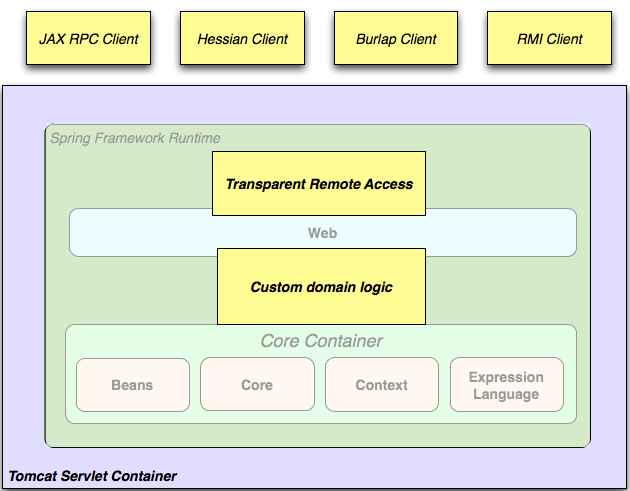 JAX RPC Client
Hessian Client
Burlap Client
RMI Client
Spring Framework Runtime
Transparent Remote Access
Web
Custom domain logic
Core Container
Beans
Core
Context
Expression
Language
Tomcat Servlet Container